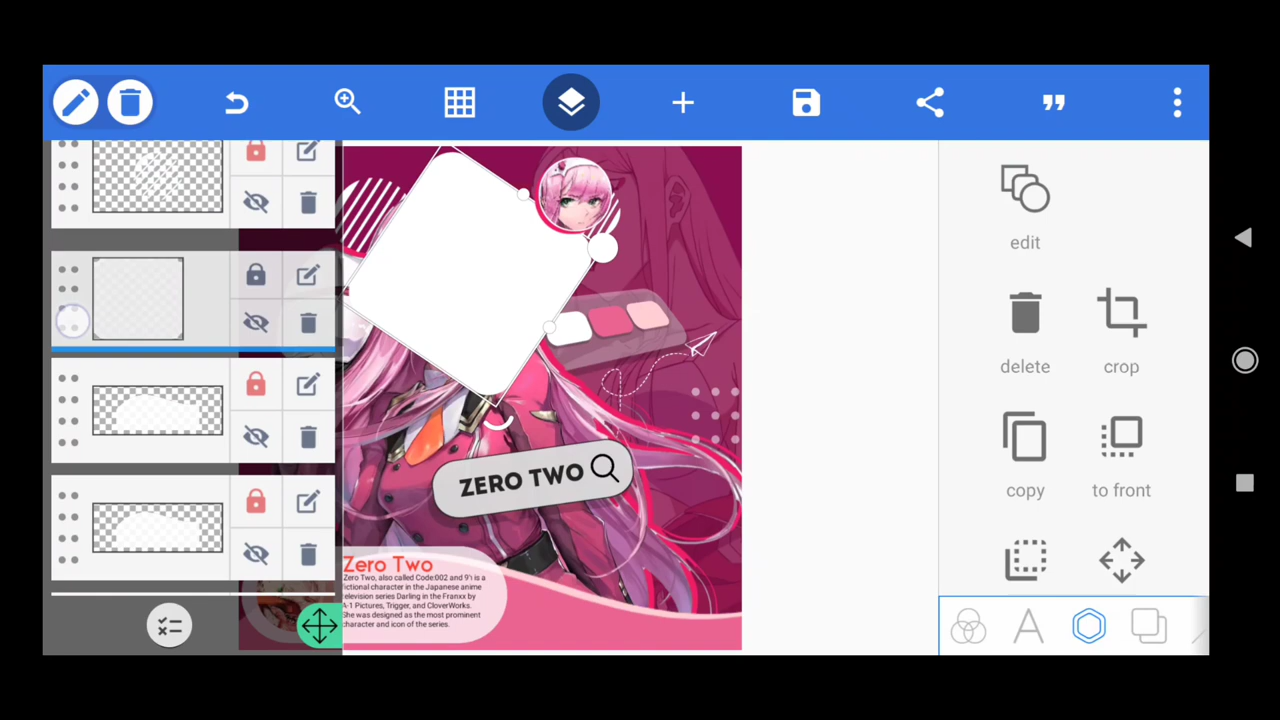 edit
delete
crop
copy
to front
ZERO TWO
Zero Two
Zero Two, also called Code:002 and 9't is a
fictional character in the Japanese anime
television series Darling in the Franxx by
A-1 Pictures, Trigger, and CloverWorks.
She was designed as the most prominent
character and icon of the series.